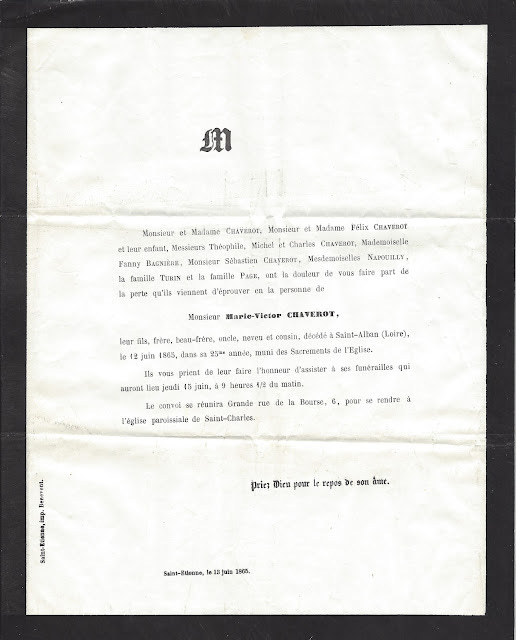 M
Monsieur et Madame CHAVEROT, Monsieur et Madame Félix CHAVEROT
et leur enfant, Messieurs Théophile, Michel et Charles CHAVEROT, Mademoiselle
Fanny BAGNIÈRE, Monsieur Sébastien CHAVEROT, Mesdemoiselles NAPOUILLY,
la famille TUBIN et la famille PAGE, ont la douleur de vous faire part de
la perte qu'ils viennent d'éprouver en la personne de
Monsieur Marie-Victor CHAVEROT,
leur fils, frère, beau-frère, oncle, neveu et cousin, décédé à Saint-Alban (Loire),
le 12 juin 1865, dans sa 25me année, muni des Sacrements de l'Eglise.
Ils vous prient de leur faire l'honneur d'assister à ses funérailles qui
auront lieu jeudi 15 juin, à 9 heures 1/2 du matin.
Le convoi se réunira Grande rue de la Bourse, 6, pour se rendre à
l'église paroissiale de Saint-Charles.
Priez Dieu pour le repos de son âme.
Saint-Etienne, imp. Benevent.
Saint-Etienne, le 13 juin 1865.